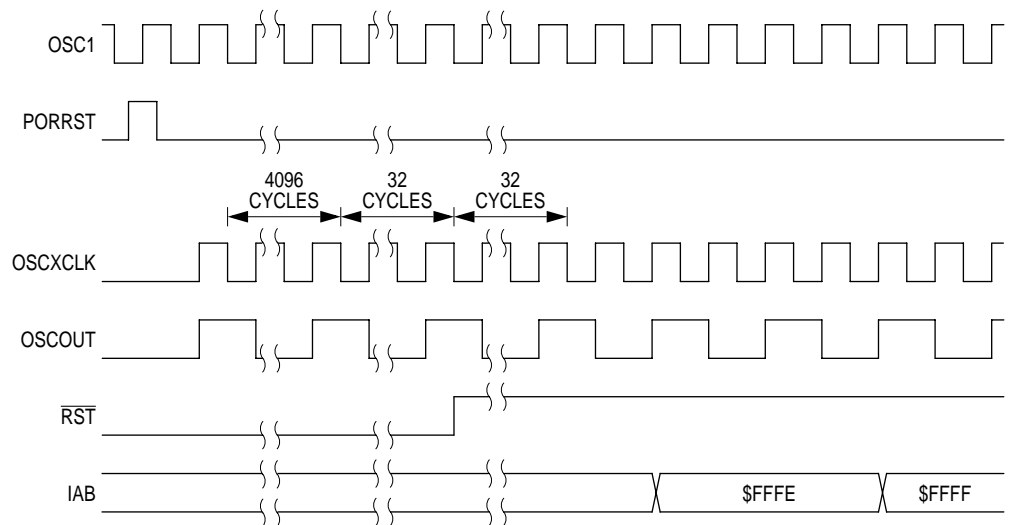 OSC1
PORRST
4096
CYCLES
32
CYCLES
32
CYCLES
OSCXCLK
OSCOUT
RST
IAB
$FFFE
$FFFF